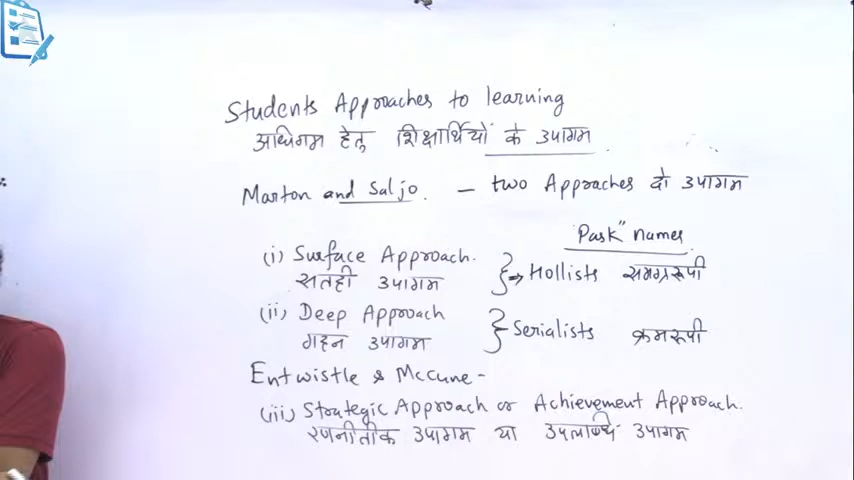 Students Approaches to learning
अधिगम हेतु शिक्षार्थियों के उपागम
Marton and Saljo. — two Approaches दो उपागम
"Pask" names
(i) Surface Approach. } → Hollists समग्ररूपी
सतही उपागम
(ii) Deep Approach } Serialists क्रमरूपी
गहन उपागम
Entwistle & McCune -
(iii) Strategic Approach or Achievement Approach.
रणनीतीक उपागम या उपलब्धि उपागम